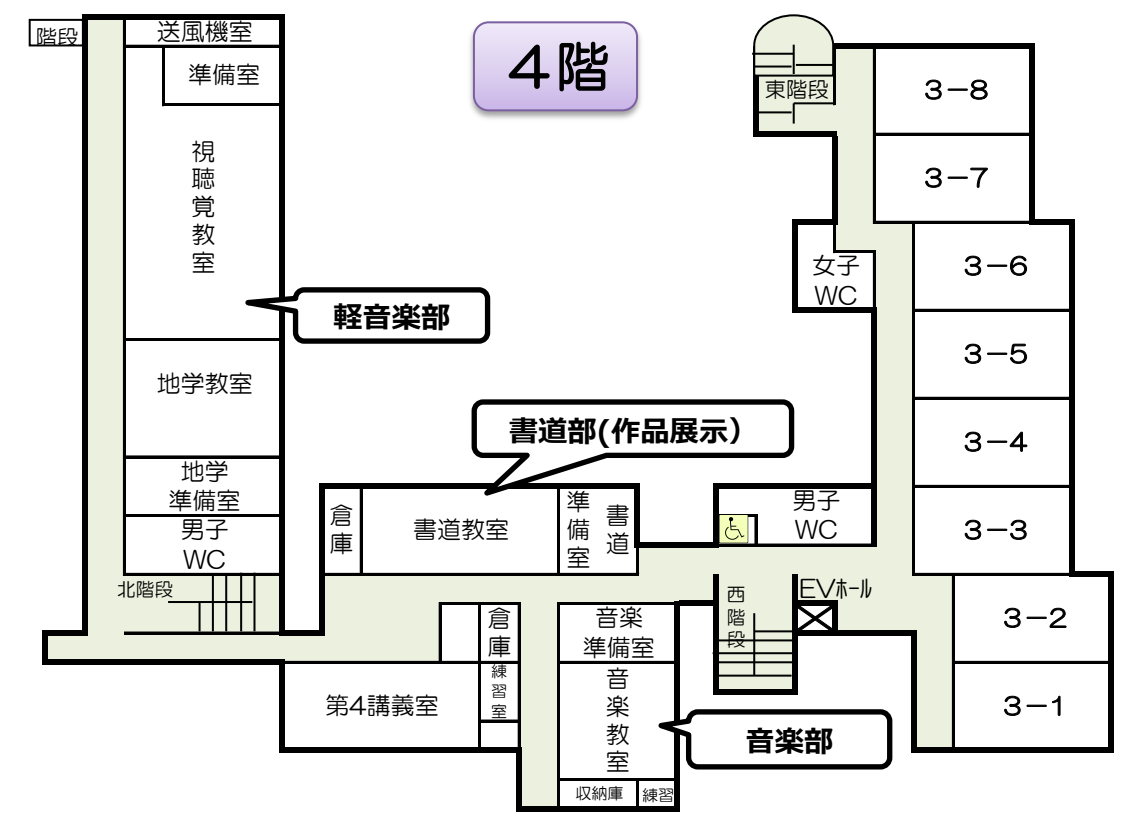 4階
階段
送風機室
準備室
視聴覚教室
軽音楽部
地学教室
地学
準備室
男子
WC
北階段
書道部(作品展示）
倉庫
書道教室
書道
準備室
男子
WC
東階段
3－8
3－7
女子
WC
3－6
3－5
3－4
3－3
3－2
3－1
西階段
EVホール
倉庫
練習室
第4講義室
音楽
準備室
音楽教室
音楽部
収納庫
練習